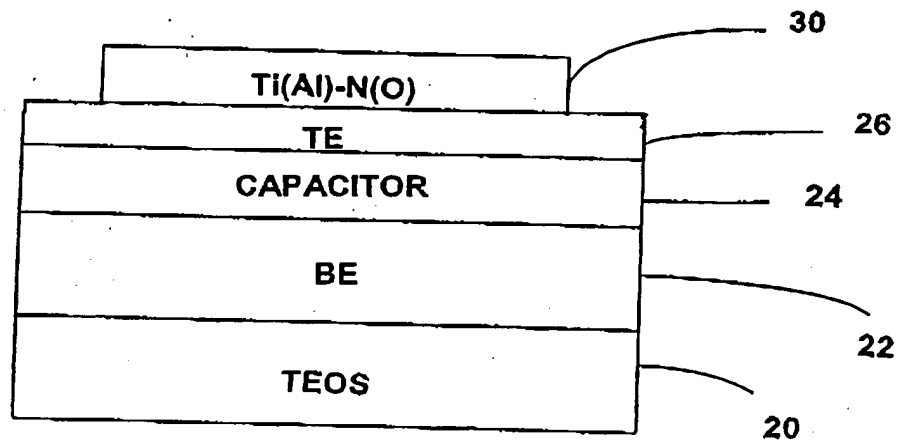 30
Ti(Al)-N(O)
26
TE
CAPACITOR
24
BE
22
TEOS
20